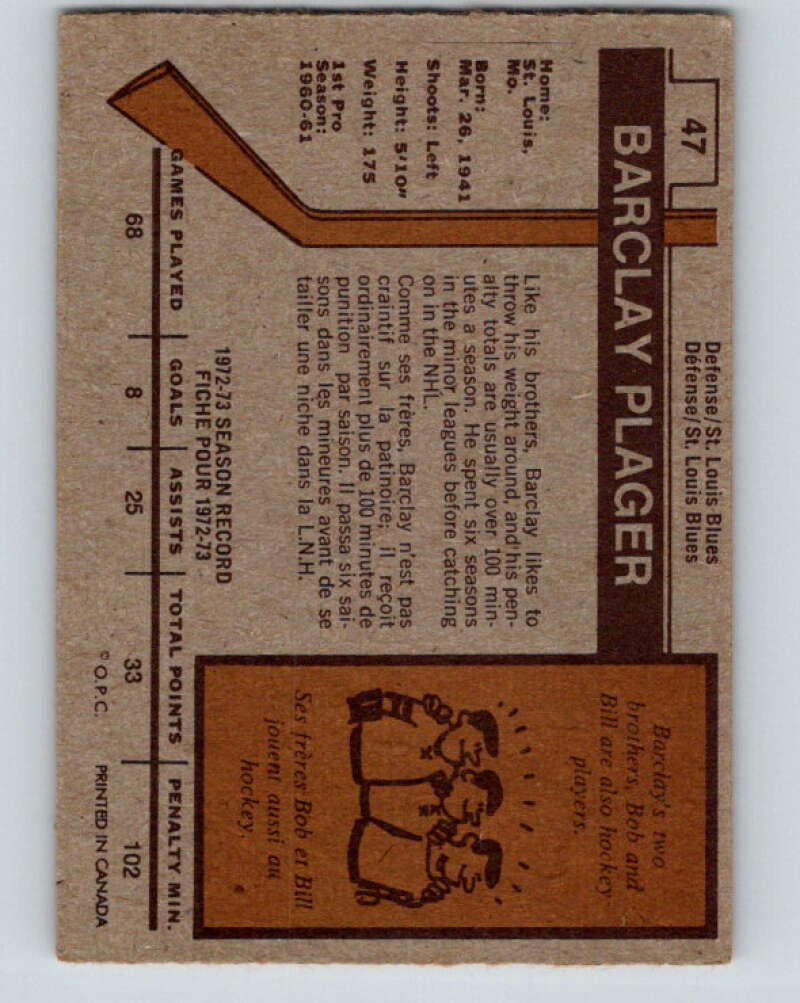 47
Defense/St. Louis Blues
Défense/St. Louis Blues
BARCLAY PLAGER
Home:
St. Louis,
Mo.
Born:
Mar. 26, 1941
Shoots: Left
Height: 5'10"
Weight: 175
1st Pro
Season:
1960-61
Like his brothers, Barclay likes to
throw his weight around, and his pen-
alty totals are usually over 100 min-
utes a season. He spent six seasons
in the minor leagues before catching
on in the NHL.
Comme ses frères, Barclay n'est pas
craintif sur la patinoire; il reçoit
ordinairement plus de 100 minutes de
punition par saison. Il passa six sai-
sons dans les mineures avant de se
tailler une niche dans la L.N.H.
Barclay's two
brothers, Bob and
Bill are also hockey
players.
Ses frères Bob et Bill
jouent aussi au
hockey.
1972-73 SEASON RECORD
FICHE POUR 1972-73
GAMES PLAYED GOALS ASSISTS TOTAL POINTS PENALTY MIN.
68 8 25 33 102
© O.P.C. PRINTED IN CANADA